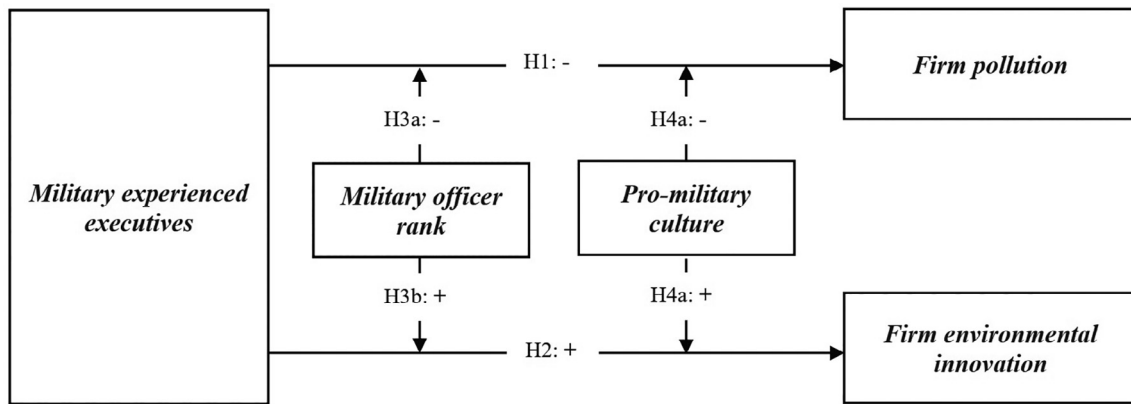 H1: -
Firm pollution
H3a: -
H4a: -
Military experienced
executives
Military officer
rank
Pro-military
culture
H3b: +
H4a: +
H2: +
Firm environmental
innovation